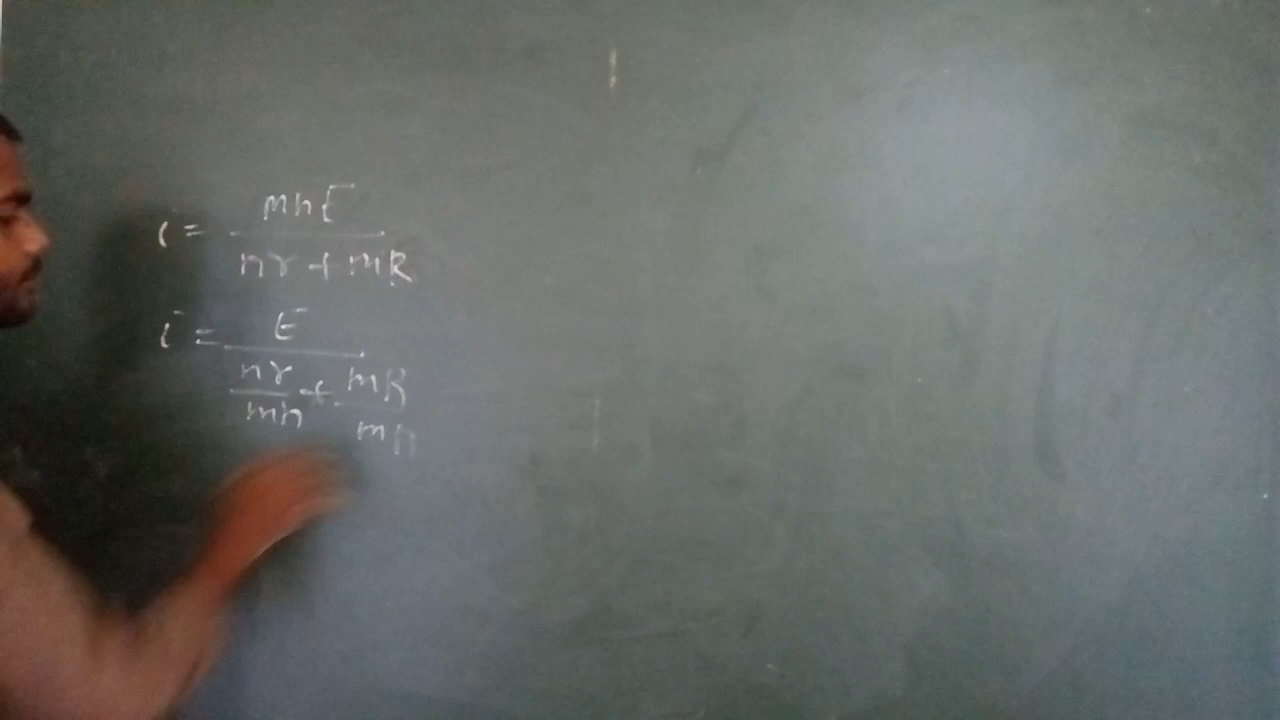 i = mnE / nr + mR
i = E / nr/mn + mR/mn